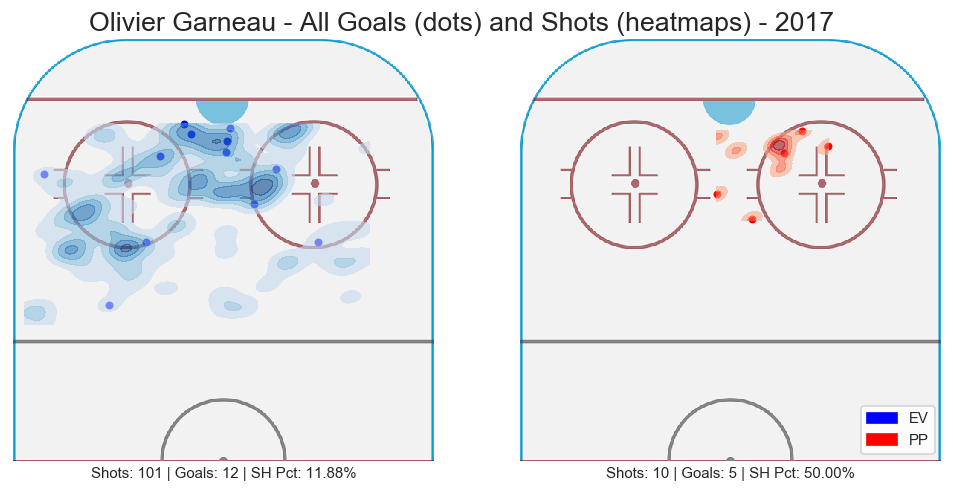 Olivier Garneau - All Goals (dots) and Shots (heatmaps) - 2017
EV
PP
Shots: 101 | Goals: 12 | SH Pct: 11.88%
Shots: 10 | Goals: 5 | SH Pct: 50.00%